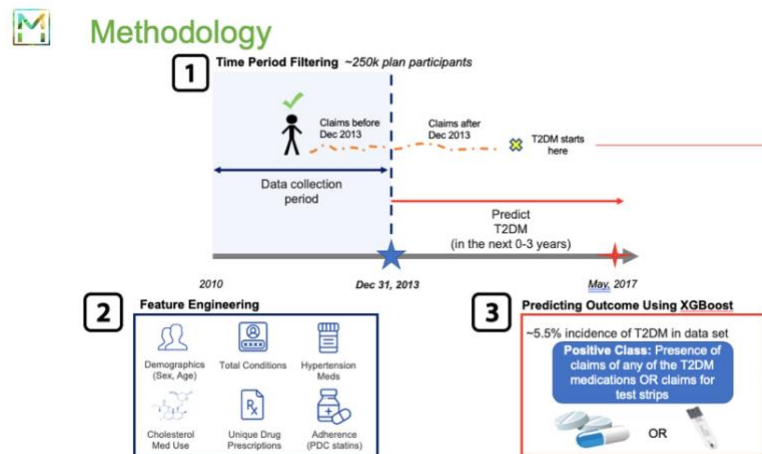 M
Methodology
1
Time Period Filtering ~250k plan participants
Claims before
Dec 2013
Claims after
Dec 2013
T2DM starts
here
Data collection
period
Predict
T2DM
(in the next 0-3 years)
2010
Dec 31, 2013
May, 2017
2
Feature Engineering
Demographics
(Sex, Age)
Total Conditions
Hypertension
Meds
Rx
Cholesterol
Med Use
Unique Drug
Prescriptions
Adherence
(PDC statins)
3
Predicting Outcome Using XGBoost
~5.5% incidence of T2DM in data set
Positive Class: Presence of
claims of any of the T2DM
medications OR claims for
test strips
OR